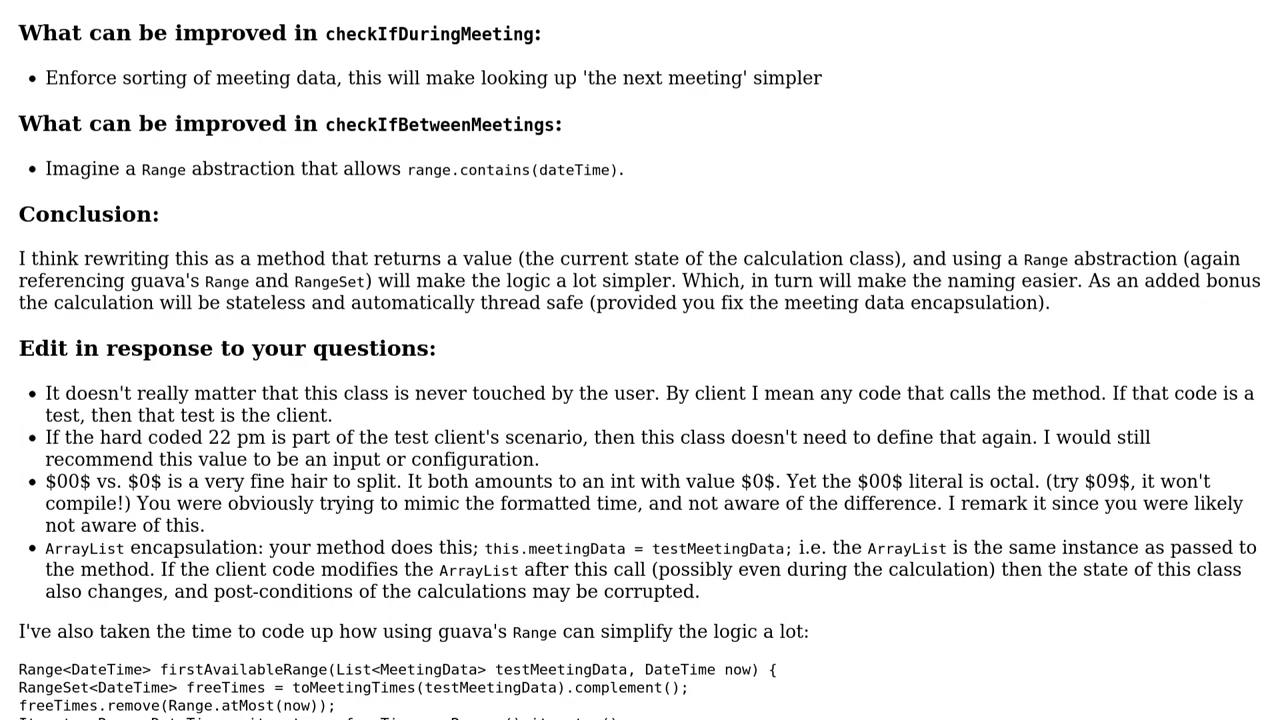 What can be improved in checkIfDuringMeeting:
• Enforce sorting of meeting data, this will make looking up 'the next meeting' simpler
What can be improved in checkIfBetweenMeetings:
• Imagine a Range abstraction that allows range.contains(dateTime).
Conclusion:
I think rewriting this as a method that returns a value (the current state of the calculation class), and using a Range abstraction (again
referencing guava's Range and RangeSet) will make the logic a lot simpler. Which, in turn will make the naming easier. As an added bonus
the calculation will be stateless and automatically thread safe (provided you fix the meeting data encapsulation).
Edit in response to your questions:
• It doesn't really matter that this class is never touched by the user. By client I mean any code that calls the method. If that code is a
test, then that test is the client.
• If the hard coded 22 pm is part of the test client's scenario, then this class doesn't need to define that again. I would still
recommend this value to be an input or configuration.
• $00$ vs. $0$ is a very fine hair to split. It both amounts to an int with value $0$. Yet the $00$ literal is octal. (try $09$, it won't
compile!) You were obviously trying to mimic the formatted time, and not aware of the difference. I remark it since you were likely
not aware of this.
• ArrayList encapsulation: your method does this; this.meetingData = testMeetingData; i.e. the ArrayList is the same instance as passed to
the method. If the client code modifies the ArrayList after this call (possibly even during the calculation) then the state of this class
also changes, and post-conditions of the calculations may be corrupted.
I've also taken the time to code up how using guava's Range can simplify the logic a lot:
Range<DateTime> firstAvailableRange(List<MeetingData> testMeetingData, DateTime now) {
RangeSet<DateTime> freeTimes = toMeetingTimes(testMeetingData).complement();
freeTimes.remove(Range.atMost(now));